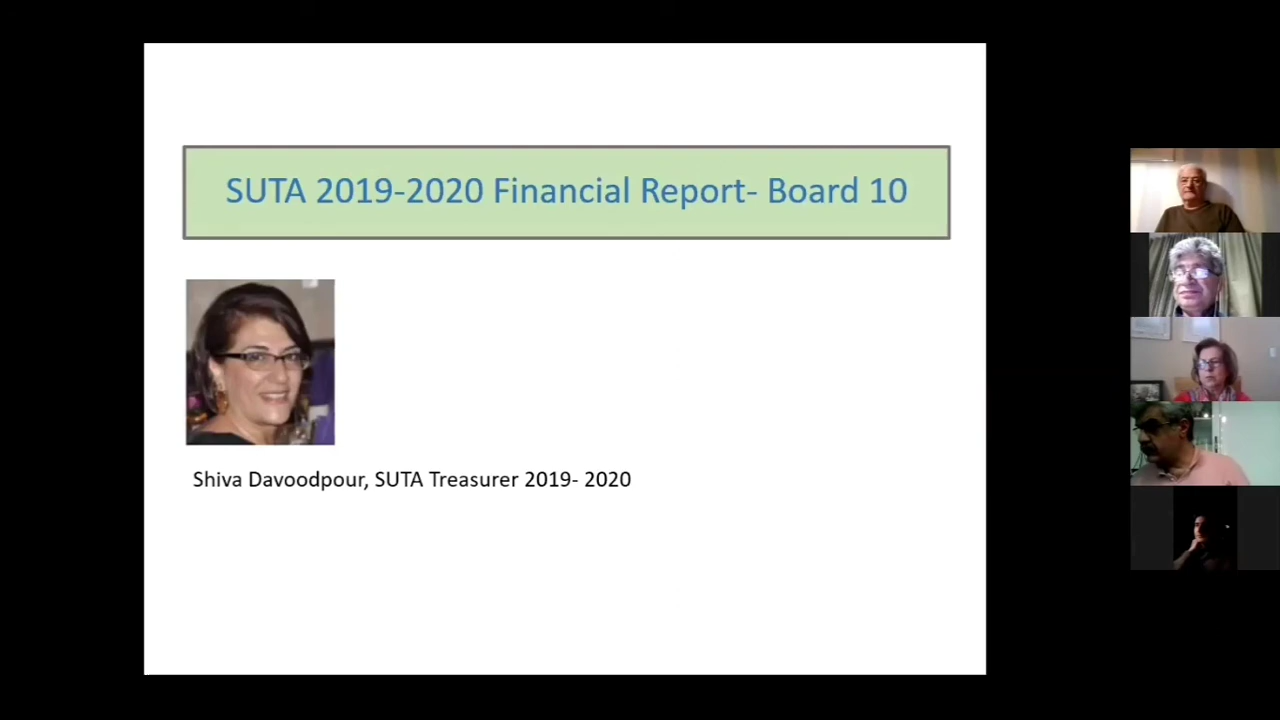 SUTA 2019-2020 Financial Report- Board 10
Shiva Davoodpour, SUTA Treasurer 2019- 2020